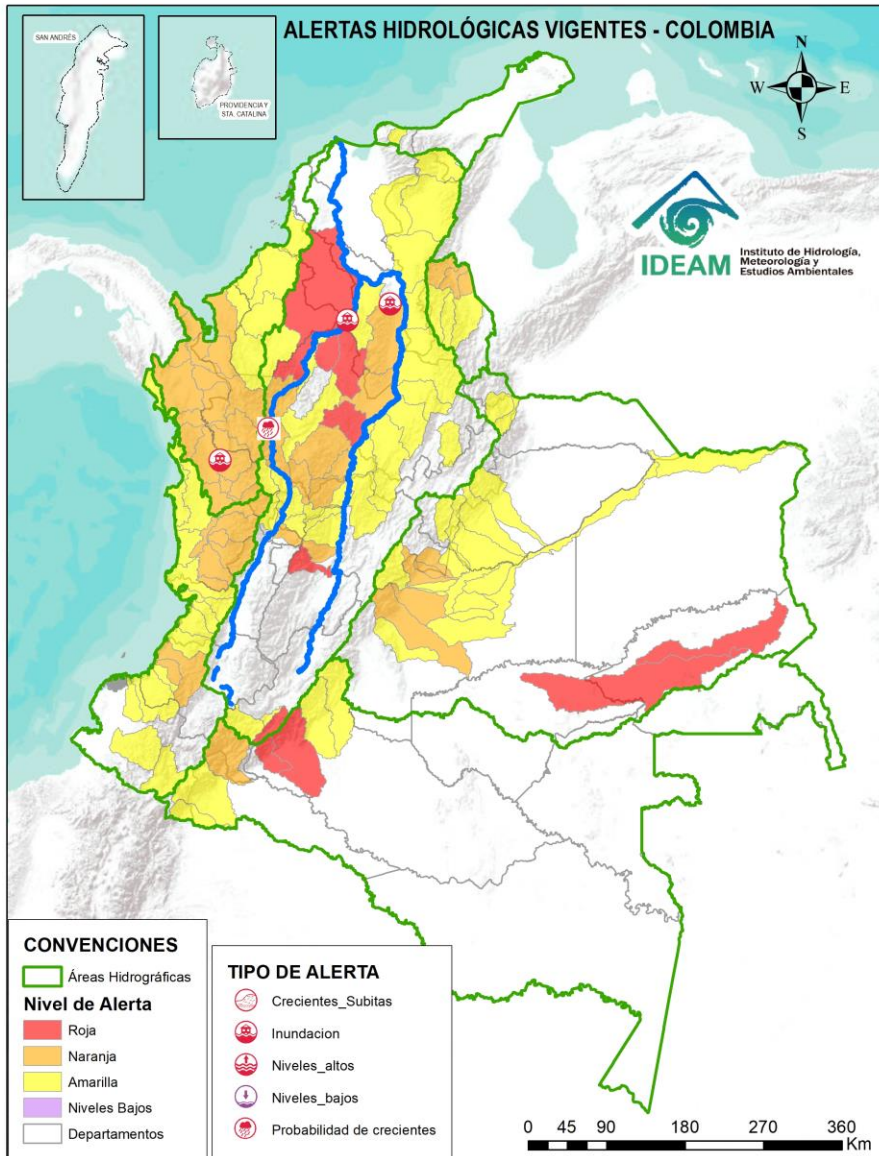 ALERTAS HIDROLÓGICAS VIGENTES - COLOMBIA
SAN ANDRÉS
PROVIDENCIA Y
STA. CATALINA
N
W
E
S
IDEAM
Instituto de Hidrología,
Meteorología y
Estudios Ambientales
CONVENCIONES
Áreas Hidrográficas
Nivel de Alerta
Roja
Naranja
Amarilla
Niveles Bajos
Departamentos
TIPO DE ALERTA
Crecientes_Subitas
Inundacion
Niveles_altos
Niveles_bajos
Probabilidad de crecientes
0 45 90 180 270 360
Km